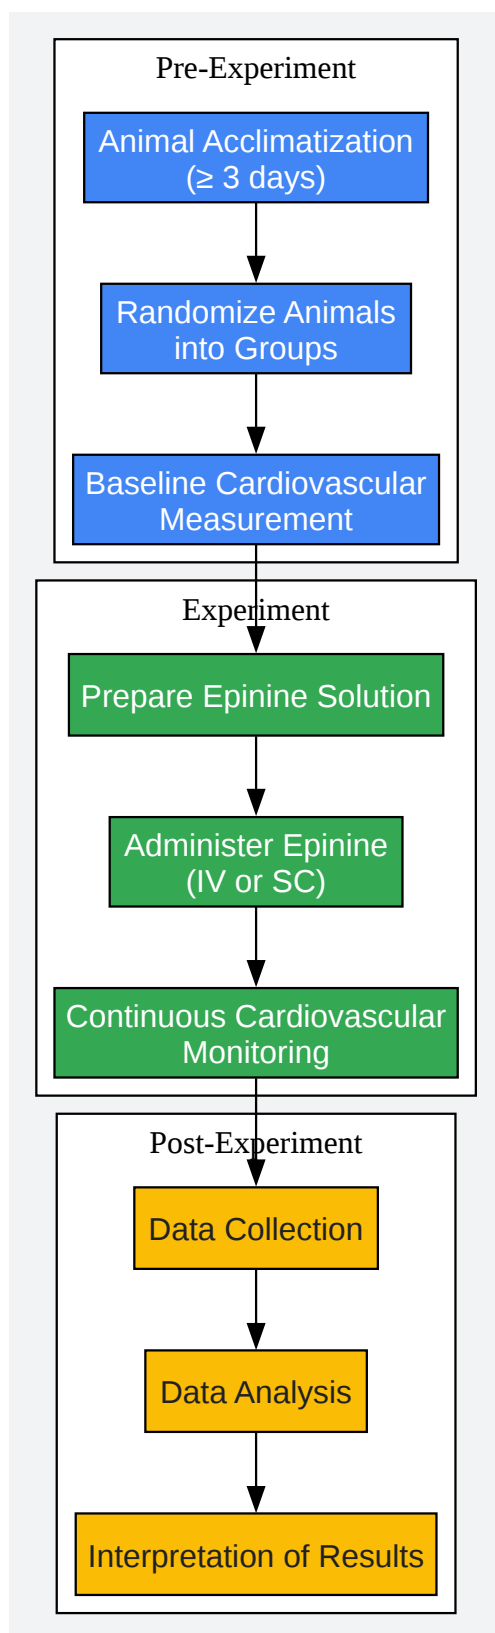 Pre-Experiment
Animal Acclimatization
(≥ 3 days)
Randomize Animals
into Groups
Baseline Cardiovascular
Measurement
Experiment
Prepare Epinine Solution
Administer Epinine
(IV or SC)
Continuous Cardiovascular
Monitoring
Post-Experiment
Data Collection
Data Analysis
Interpretation of Results